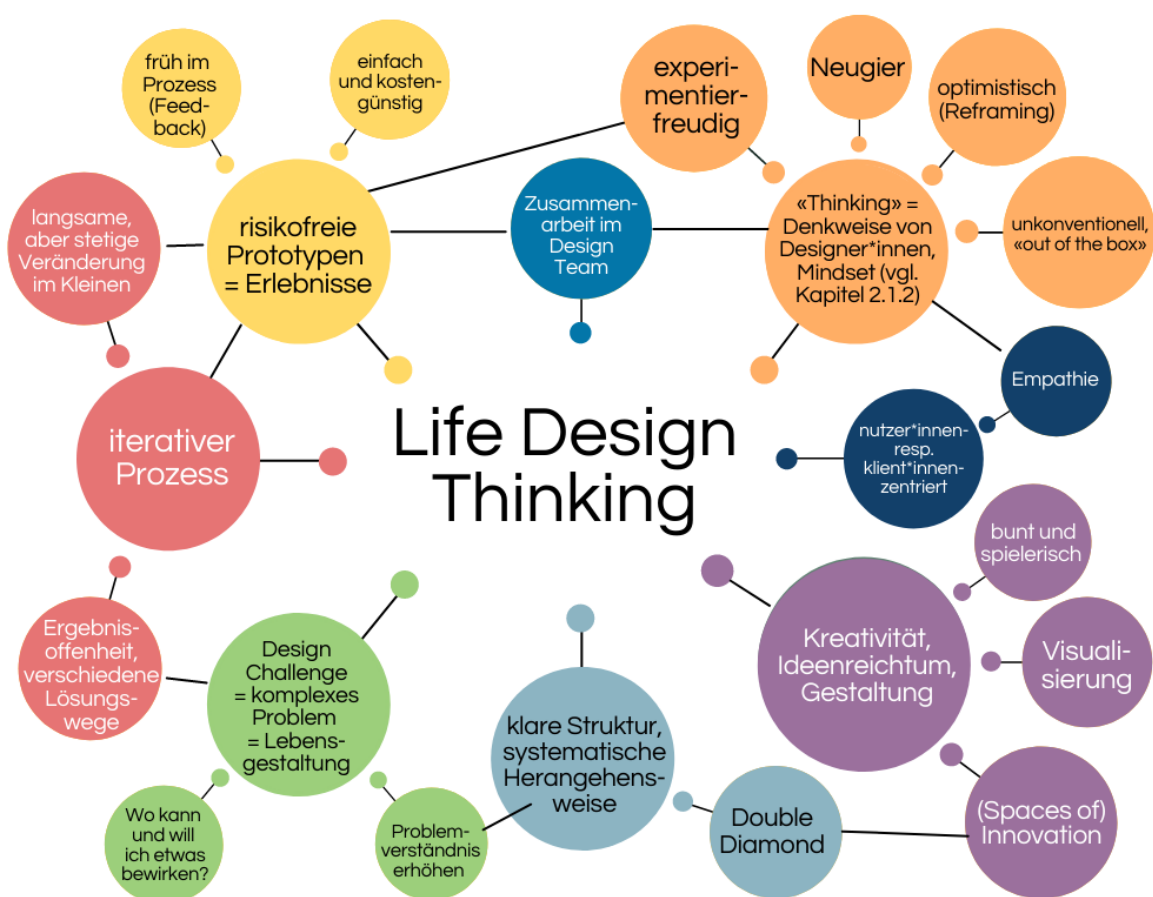 früh im
Prozess
(Feed-
back)
einfach
und kosten-
günstig
experi-
mentier-
freudig
Neugier
optimistisch
(Reframing)
langsame,
aber stetige
Veränderung
im Kleinen
risikofreie
Prototypen
= Erlebnisse
Zusammen-
arbeit im
Design
Team
«Thinking» =
Denkweise von
Designer*innen,
Mindset (vgl.
Kapitel 2.1.2)
unkonventionell,
«out of the box»
Empathie
iterativer
Prozess
Life Design
Thinking
nutzer*innen-
resp.
klient*innen-
zentriert
bunt und
spielerisch
Ergebnis-
offenheit,
verschiedene
Lösungs-
wege
Design
Challenge
= komplexes
Problem
= Lebens-
gestaltung
klare Struktur,
systematische
Herangehens-
weise
Kreativität,
Ideenreichtum,
Gestaltung
Visuali-
sierung
Wo kann
und will
ich etwas
bewirken?
Problem-
verständnis
erhöhen
Double
Diamond
(Spaces of)
Innovation